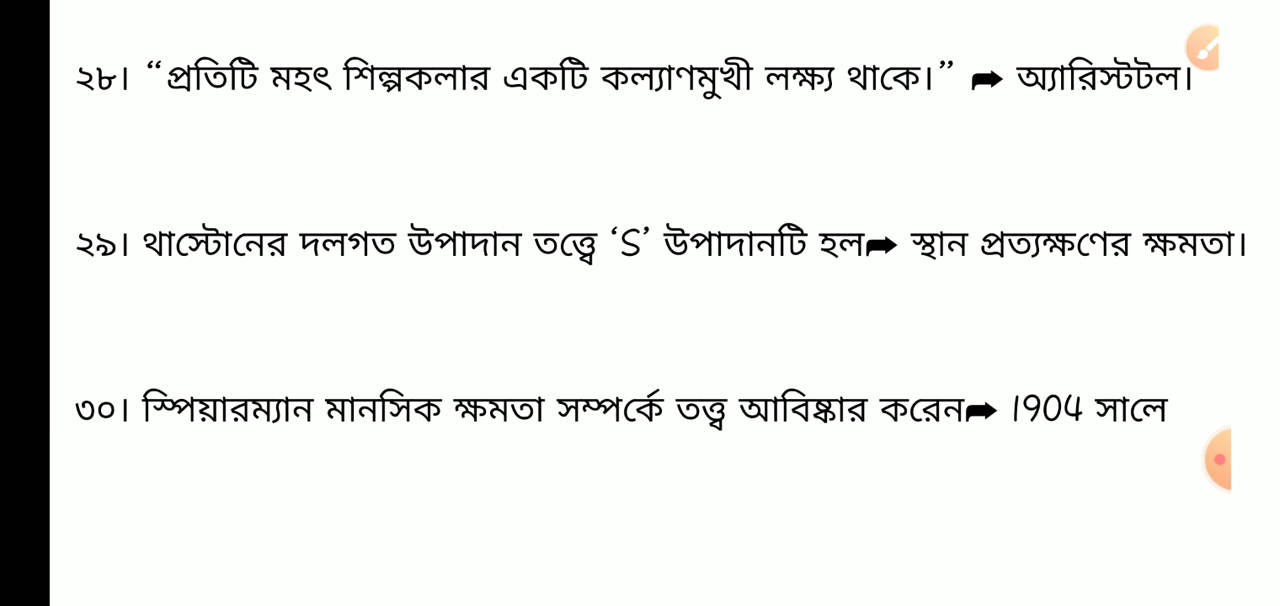 ২৮। “প্রতিটি মহৎ শিল্পকলার একটি কল্যাণমুখী লক্ষ্য থাকে।” ➦ অ্যারিস্টটল।
২৯। থার্স্টোনের দলগত উপাদান তত্ত্বে ‘S’ উপাদানটি হল➦ স্থান প্রত্যক্ষণের ক্ষমতা।
৩০। স্পিয়ারম্যান মানসিক ক্ষমতা সম্পর্কে তত্ত্ব আবিষ্কার করেন➦ 1904 সালে